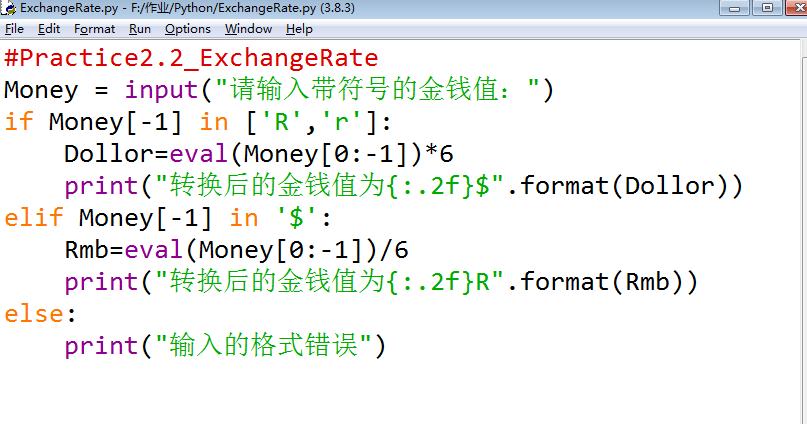 ExchangeRate.py - F:/作业/Python/ExchangeRate.py (3.8.3)
File Edit Format Run Options Window Help
#Practice2.2_ExchangeRate
Money = input("请输入带符号的金钱值：")
if Money[-1] in ['R','r']:
    Dollor=eval(Money[0:-1])*6
    print("转换后的金钱值为{:.2f}$".format(Dollor))
elif Money[-1] in '$':
    Rmb=eval(Money[0:-1])/6
    print("转换后的金钱值为{:.2f}R".format(Rmb))
else:
    print("输入的格式错误")